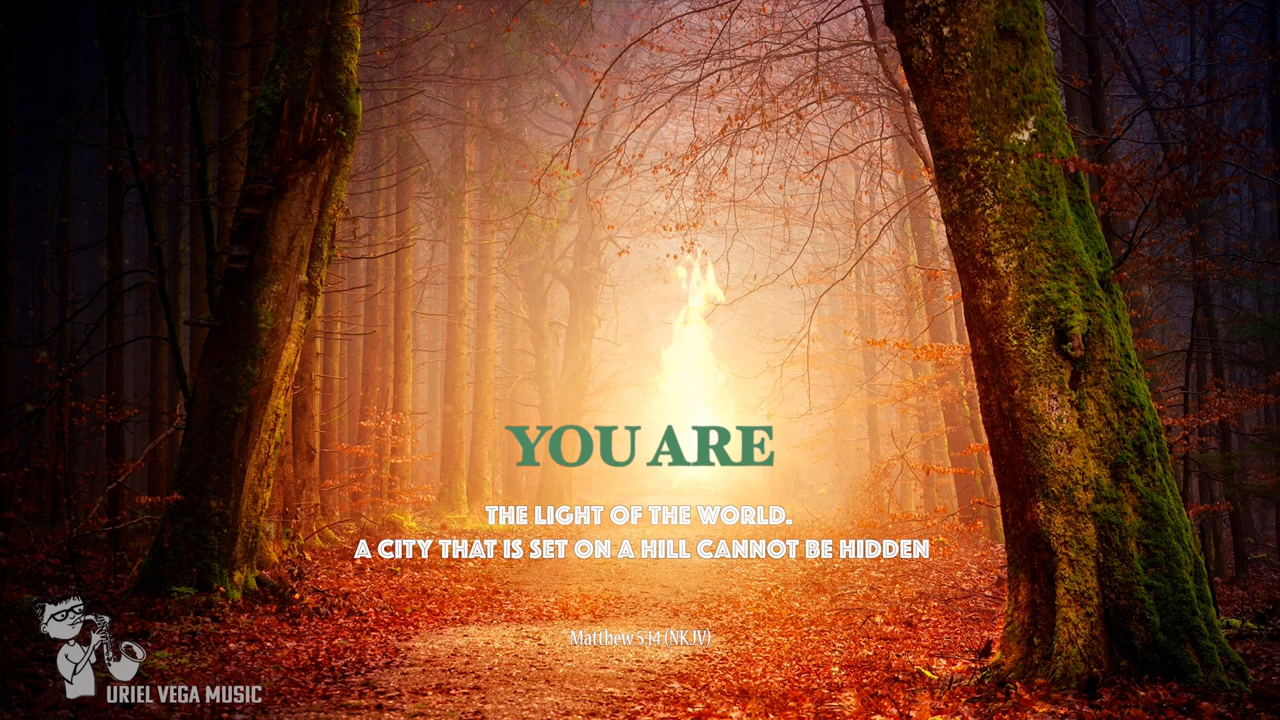 YOU ARE
THE LIGHT OF THE WORLD.
A CITY THAT IS SET ON A HILL CANNOT BE HIDDEN
Matthew 5:14 (NKJV)
URIEL VEGA MUSIC